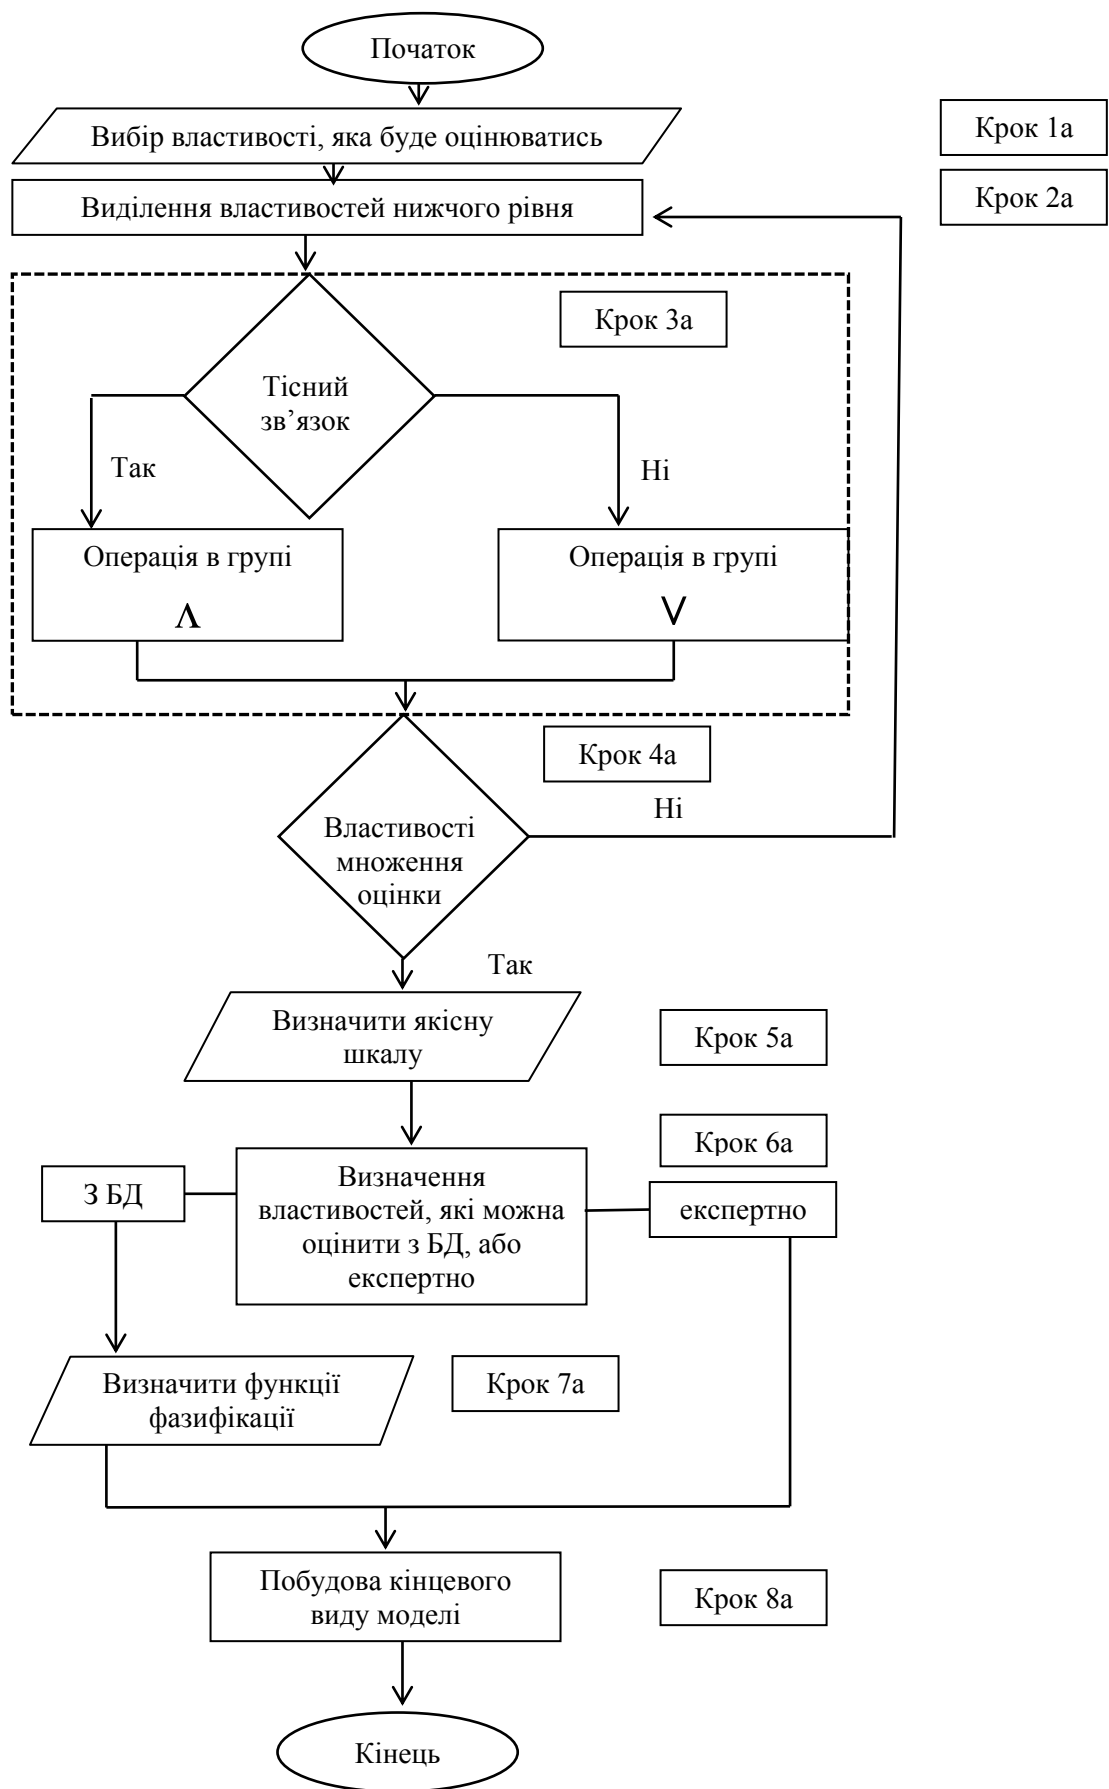 Початок
Вибір властивості, яка буде оцінюватись
Крок 1а
Виділення властивостей нижчого рівня
Крок 2а
Крок 3а
Тісний
зв’язок
Так
Ні
Операція в групі
Λ
Операція в групі
V
Крок 4а
Ні
Властивості
множення
оцінки
Так
Визначити якісну
шкалу
Крок 5а
Крок 6а
З БД
Визначення
властивостей, які можна
оцінити з БД, або
експертно
експертно
Визначити функції
фазифікації
Крок 7а
Побудова кінцевого
виду моделі
Крок 8а
Кінець